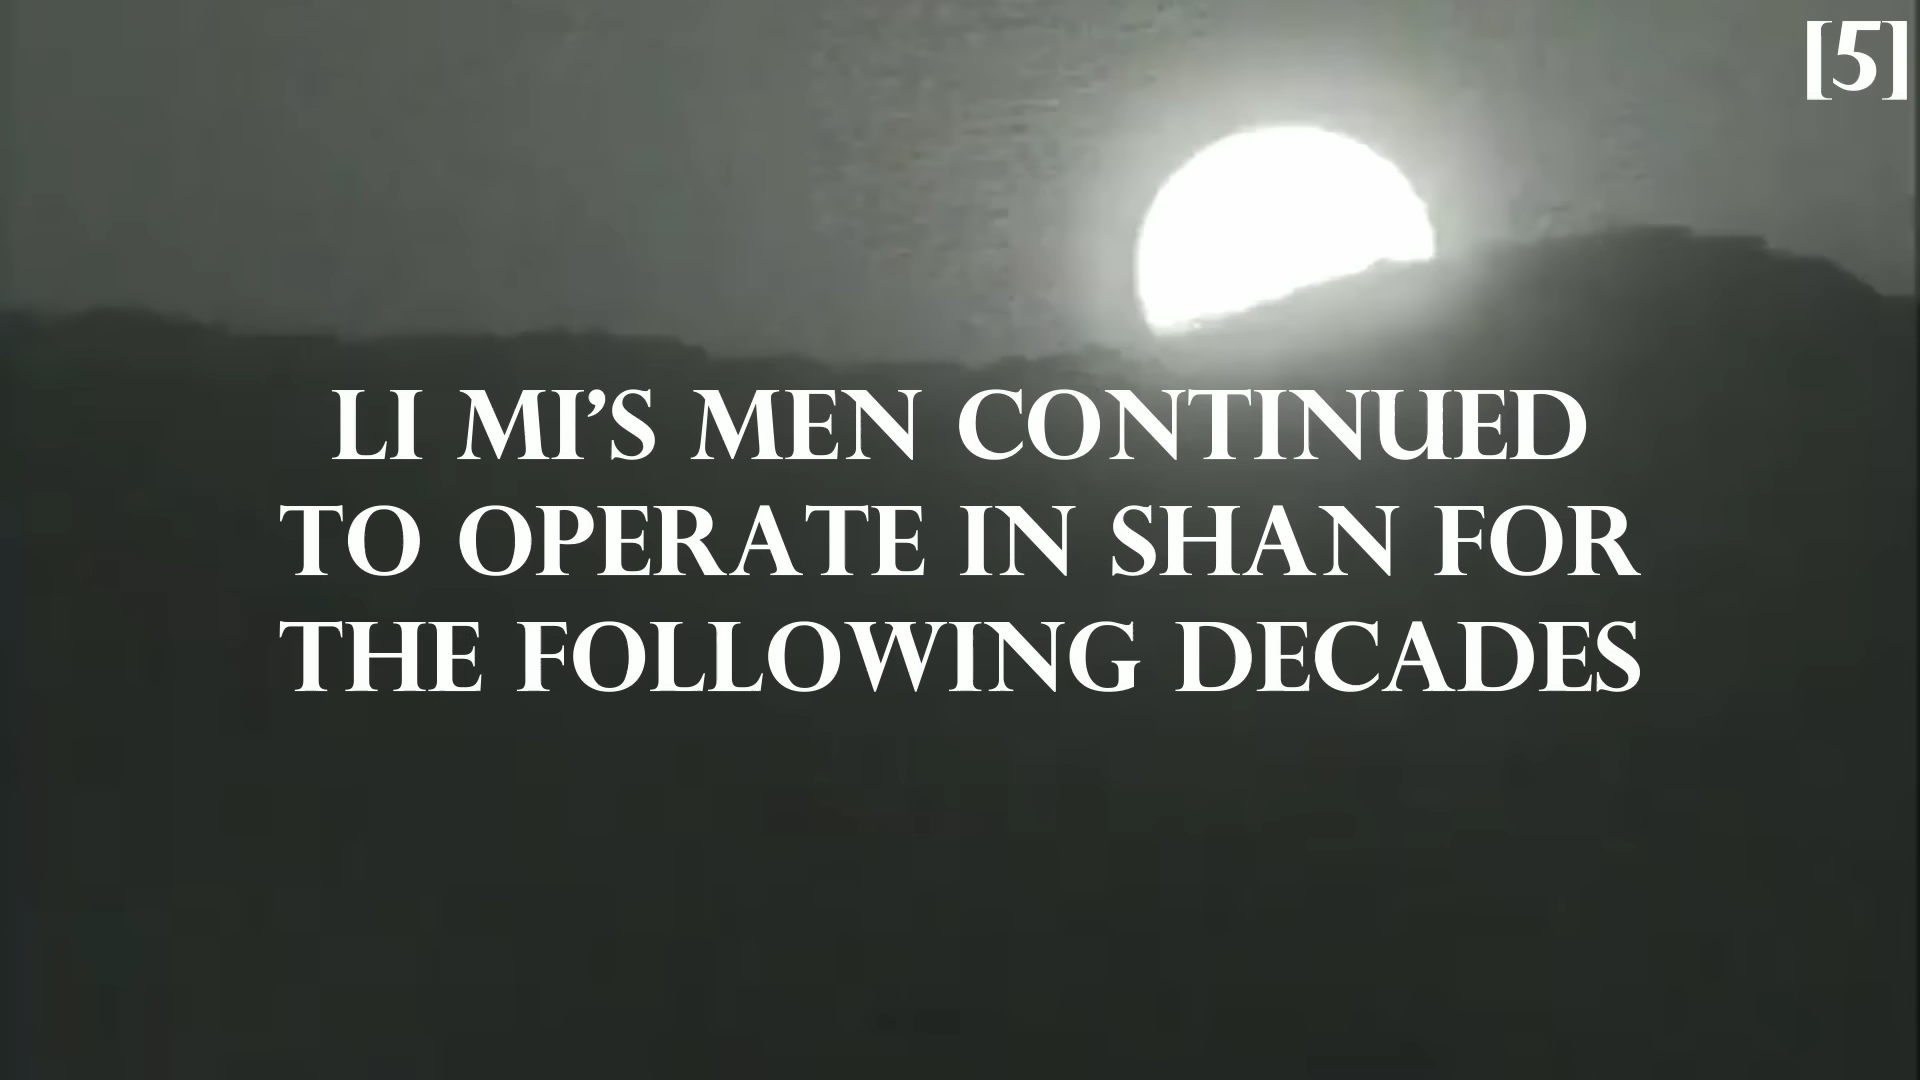 [5]
LI MI’S MEN CONTINUED
TO OPERATE IN SHAN FOR
THE FOLLOWING DECADES